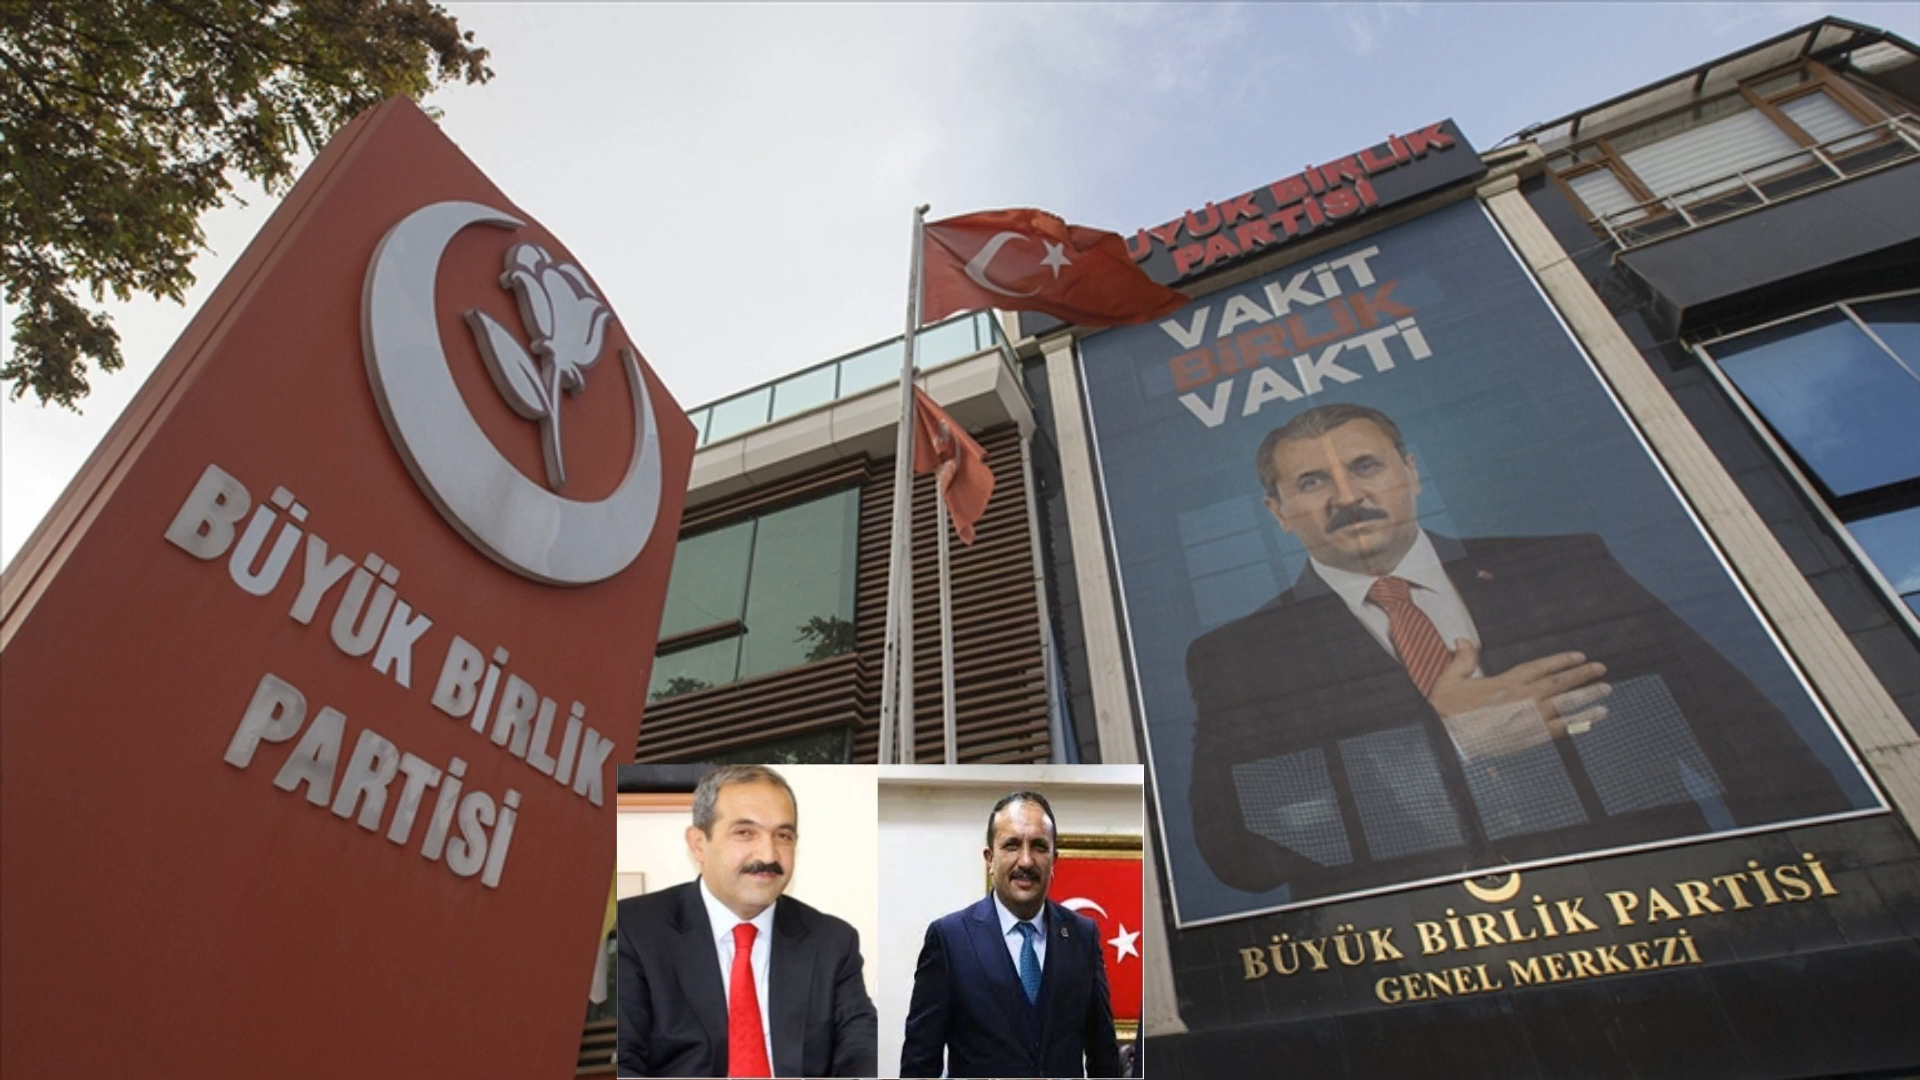 BÜYÜK BİRLİK
PARTİSİ
ÜYÜK BİRLİK
PARTİSİ
VAKİT
BİRLİK
VAKTİ
BÜYÜK BİRLİK PARTİSİ
GENEL MERKEZİ